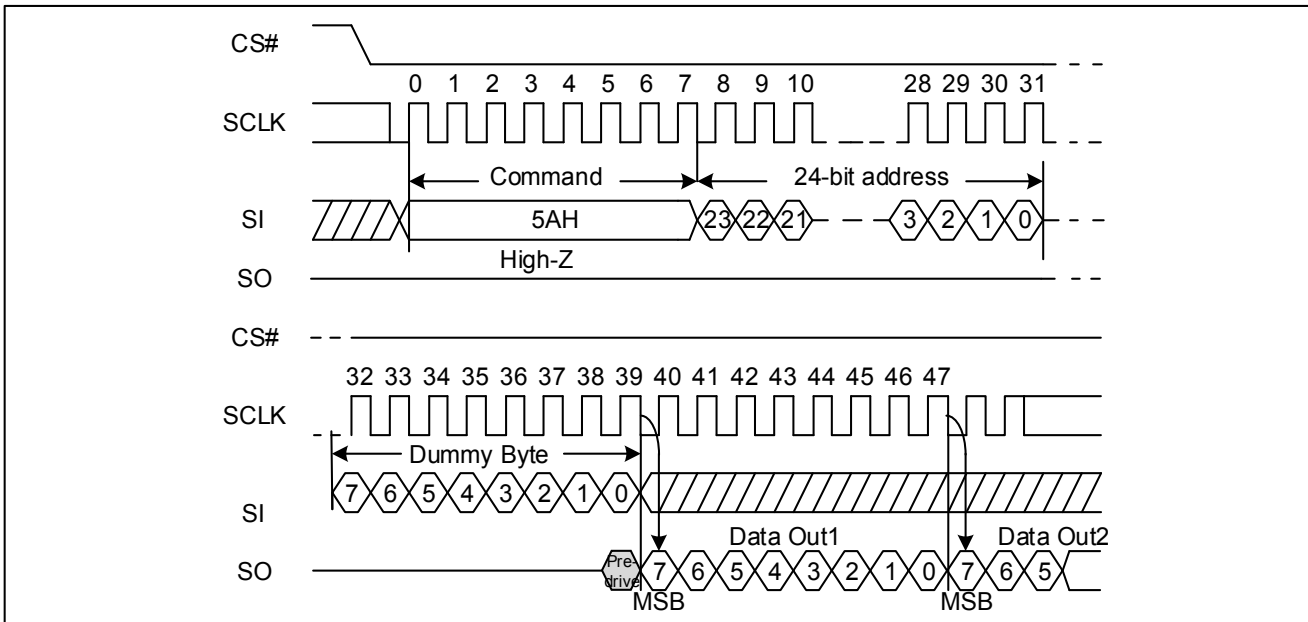 CS#
0 1 2 3 4 5 6 7 8 9 10 28 29 30 31
SCLK
Command 24-bit address
SI 5AH 23 22 21 3 2 1 0
High-Z
SO
CS#
32 33 34 35 36 37 38 39 40 41 42 43 44 45 46 47
SCLK
Dummy Byte
7 6 5 4 3 2 1 0
SI
Data Out1 Data Out2
SO Pre-drive 7 6 5 4 3 2 1 0 7 6 5
MSB MSB